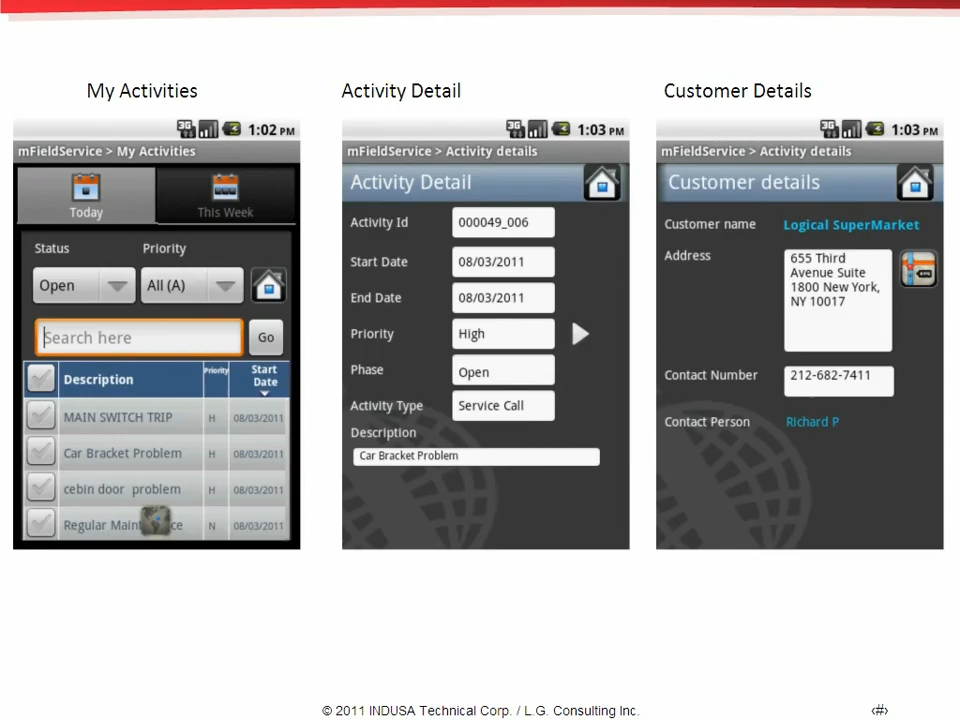 My Activities
Activity Detail
Customer Details
3G 1:02 PM
mFieldService > My Activities
Today
This Week
Status
Priority
Open
All (A)
Search here
Go
Description Priority Start Date
MAIN SWITCH TRIP H 08/03/2011
Car Bracket Problem H 08/03/2011
cebin door problem H 08/03/2011
Regular N 08/03/2011
3G 1:03 PM
mFieldService > Activity details
Activity Detail
Activity Id 000049_006
Start Date 08/03/2011
End Date 08/03/2011
Priority High
Phase Open
Activity Type Service Call
Description
Car Bracket Problem
3G 1:03 PM
mFieldService > Activity details
Customer details
Customer name Logical SuperMarket
Address 655 Third
Avenue Suite
1800 New York,
NY 10017
Contact Number 212-682-7411
Contact Person Richard P
© 2011 INDUSA Technical Corp. / L.G. Consulting Inc.
‹#›